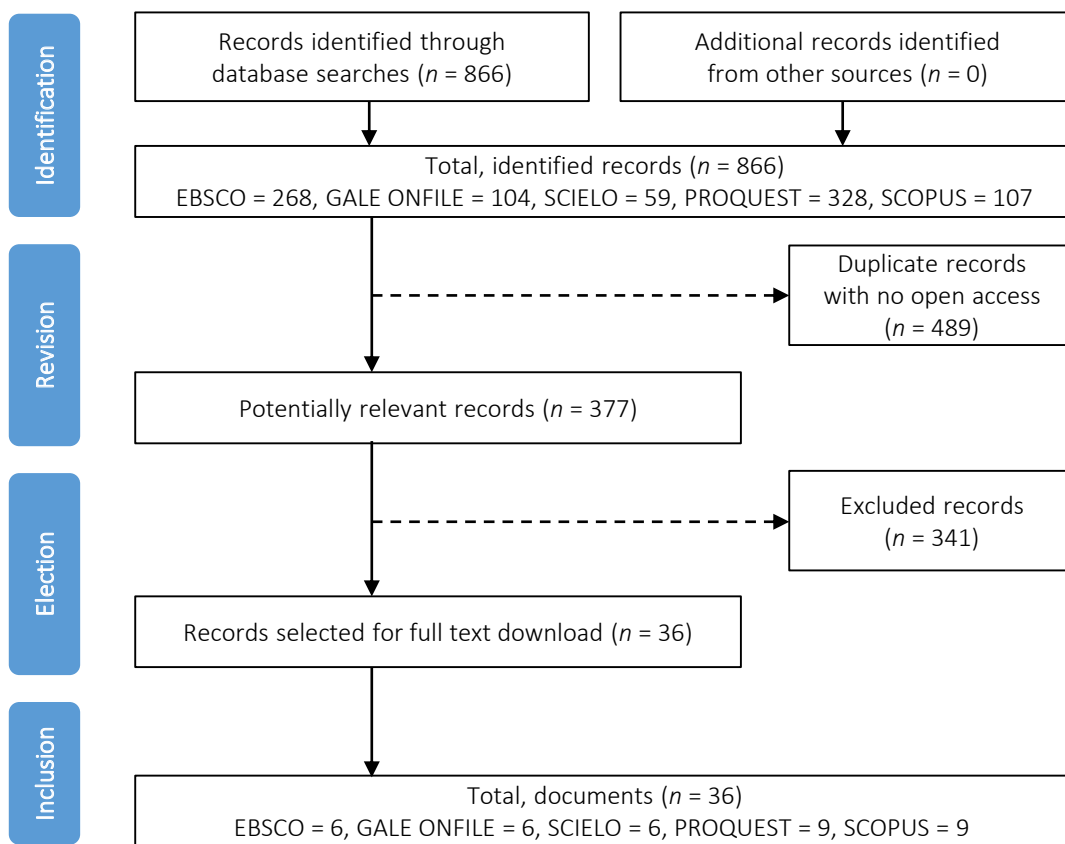 Identification
Records identified through
database searches (n = 866)
Additional records identified
from other sources (n = 0)
Total, identified records (n = 866)
EBSCO = 268, GALE ONFILE = 104, SCIELO = 59, PROQUEST = 328, SCOPUS = 107
Revision
Duplicate records
with no open access
(n = 489)
Potentially relevant records (n = 377)
Election
Excluded records
(n = 341)
Records selected for full text download (n = 36)
Inclusion
Total, documents (n = 36)
EBSCO = 6, GALE ONFILE = 6, SCIELO = 6, PROQUEST = 9, SCOPUS = 9